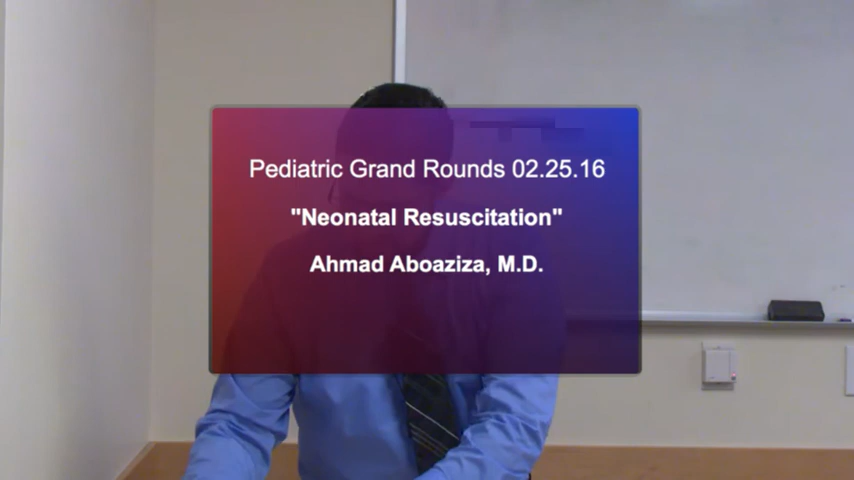 Pediatric Grand Rounds 02.25.16
"Neonatal Resuscitation"
Ahmad Aboaziza, M.D.